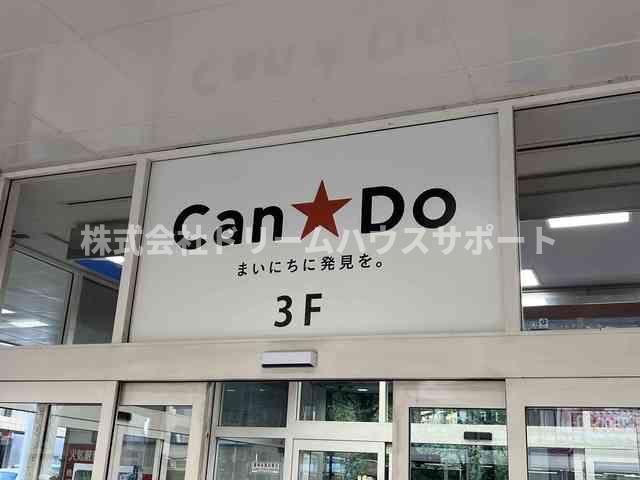 Can★Do
株式会社ドリームハウスサポート
まいにちに発見を。
3F